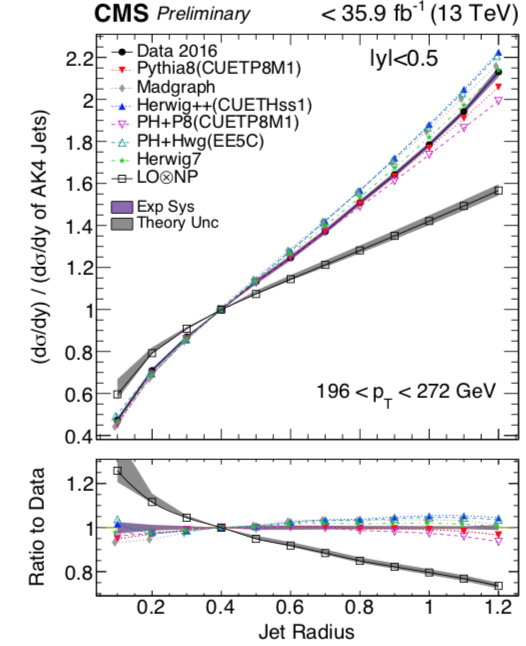 CMS Preliminary < 35.9 fb⁻¹ (13 TeV)
Data 2016
Pythia8(CUETP8M1)
Madgraph
Herwig++(CUETHss1)
PH+P8(CUETP8M1)
PH+Hwg(EE5C)
Herwig7
LO⊗NP
Exp Sys
Theory Unc
|y|<0.5
196 < p_T < 272 GeV
(dσ/dy) / (dσ/dy of AK4 Jets)
2.2
2
1.8
1.6
1.4
1.2
1
0.8
0.6
0.4
Ratio to Data
1.2
1
0.8
0.2 0.4 0.6 0.8 1 1.2
Jet Radius